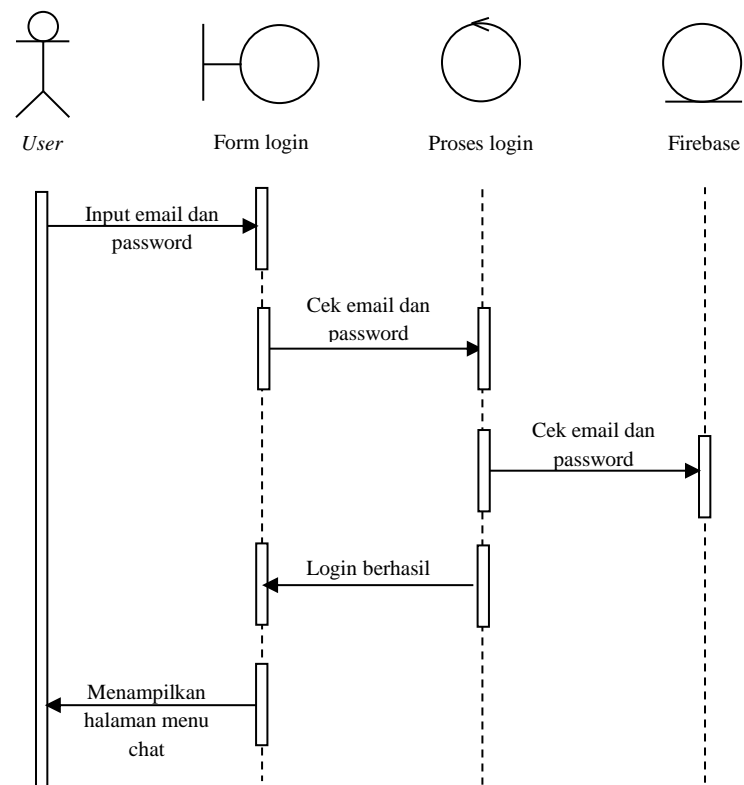 User
Form login
Proses login
Firebase
Input email dan
password
Cek email dan
password
Cek email dan
password
Login berhasil
Menampilkan
halaman menu
chat